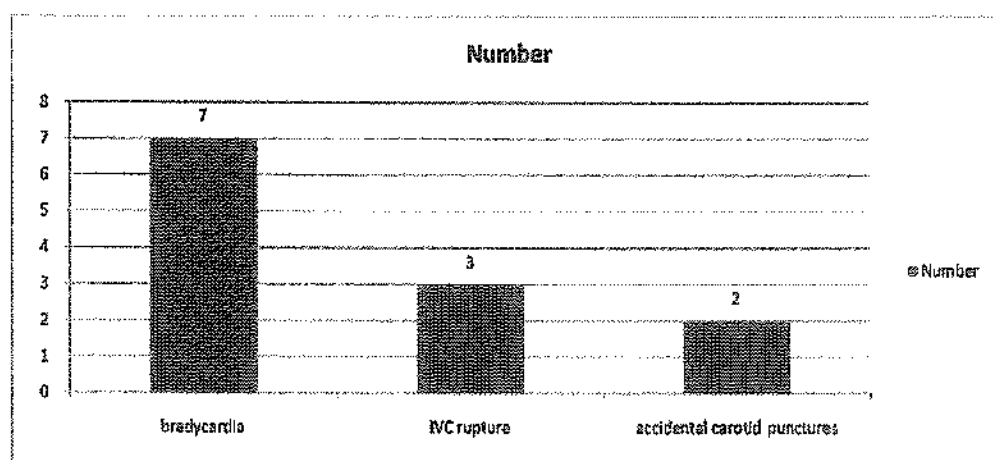 Number
8
7
7
6
5
4
3
3
2
2
1
0
Number
bradycardia
IVC rupture
accidental carotid punctures